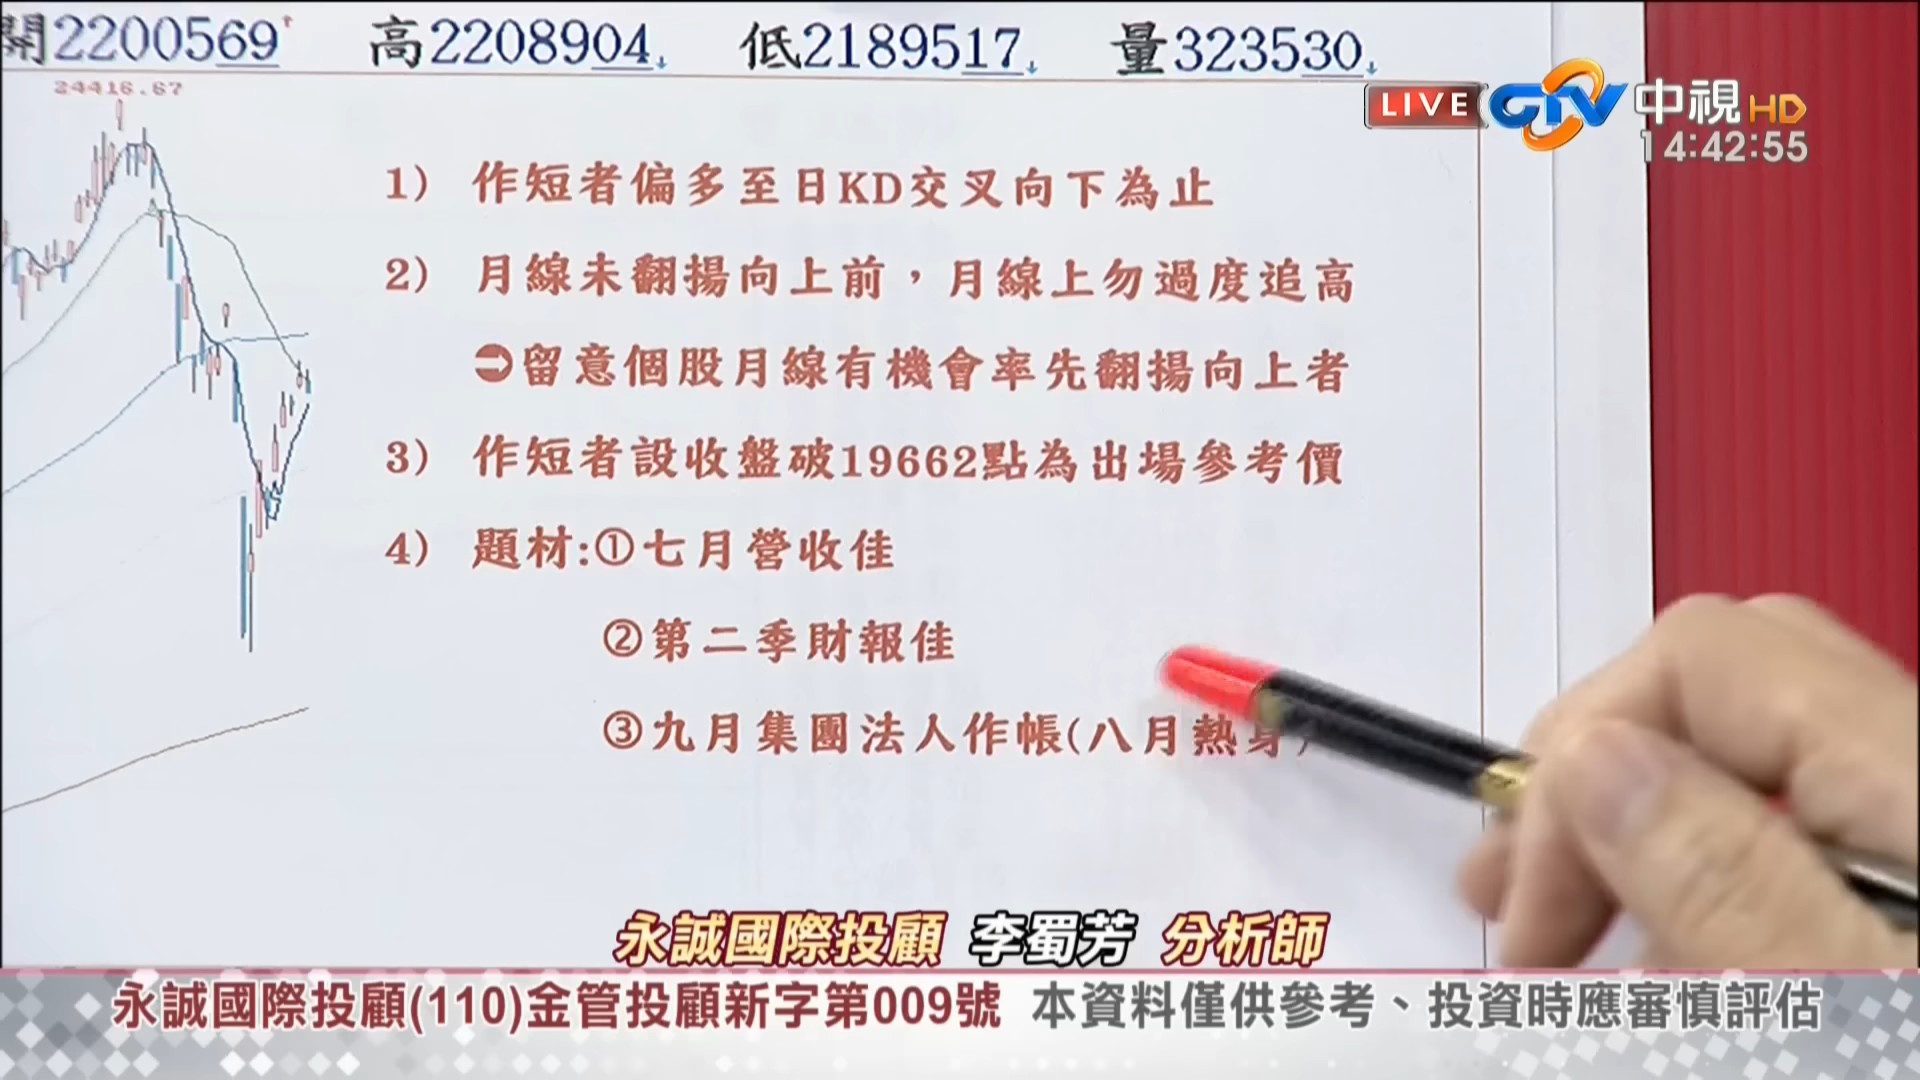 開2200569↑ 高2208904↓ 低2189517↓ 量323530↓
24416.67
LIVE CTV 中視HD
14:42:55
1) 作短者偏多至日KD交叉向下為止
2) 月線未翻揚向上前，月線上勿過度追高
➲留意個股月線有機會率先翻揚向上者
3) 作短者設收盤破19662點為出場參考價
4) 題材:①七月營收佳
②第二季財報佳
③九月集團法人作帳(八月熱身)
永誠國際投顧 李蜀芳 分析師
永誠國際投顧(110)金管投顧新字第009號 本資料僅供參考、投資時應審慎評估